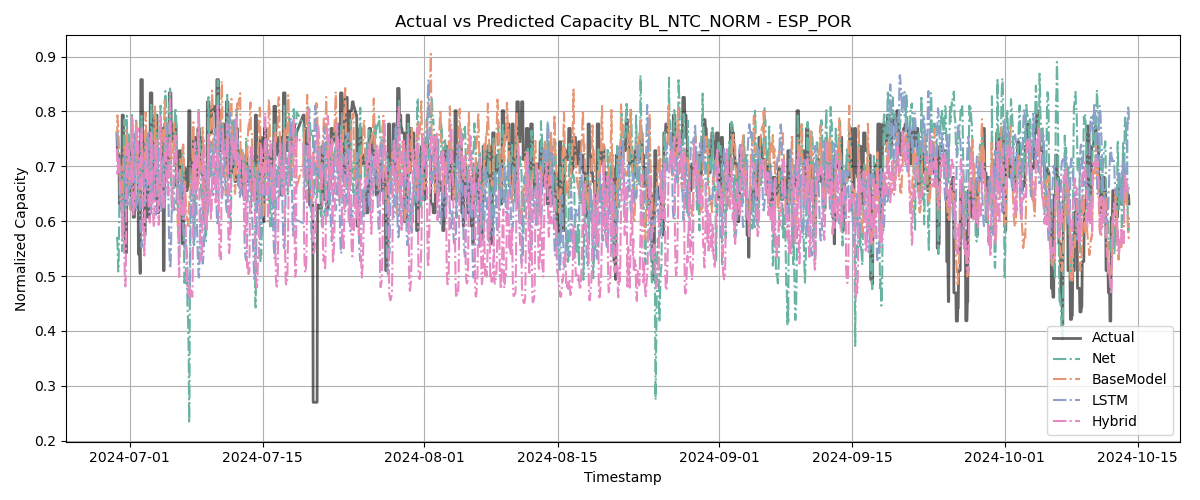 Actual vs Predicted Capacity BL_NTC_NORM - ESP_POR
Normalized Capacity
0.9
0.8
0.7
0.6
0.5
0.4
0.3
0.2
Actual
Net
BaseModel
LSTM
Hybrid
2024-07-01 2024-07-15 2024-08-01 2024-08-15 2024-09-01 2024-09-15 2024-10-01 2024-10-15
Timestamp